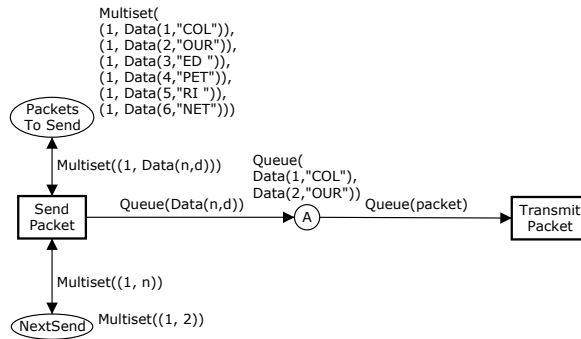 Multiset(
(1, Data(1,"COL")),
(1, Data(2,"OUR")),
(1, Data(3,"ED ")),
(1, Data(4,"PET")),
(1, Data(5,"RI ")),
(1, Data(6,"NET")))
Packets
To Send
Multiset((1, Data(n,d)))
Queue(
Data(1,"COL"),
Data(2,"OUR"))
Send
Packet
Queue(Data(n,d))
A
Queue(packet)
Transmit
Packet
Multiset((1, n))
NextSend
Multiset((1, 2))